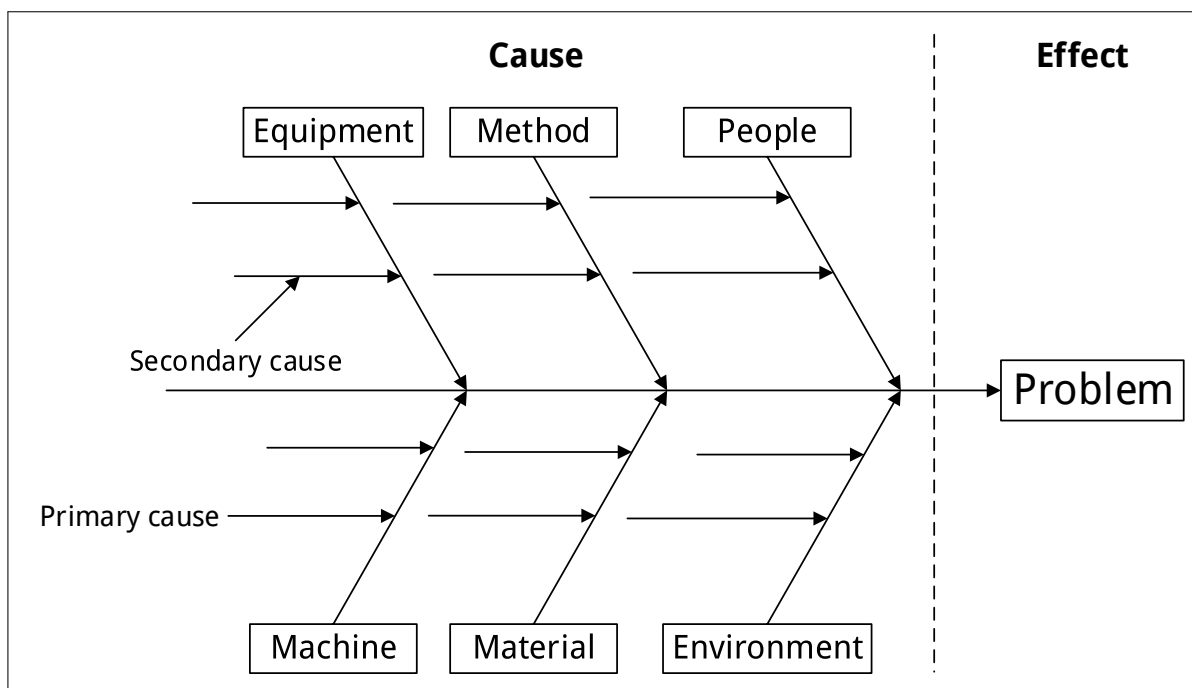 Cause
Effect
Equipment
Method
People
Secondary cause
Problem
Primary cause
Machine
Material
Environment